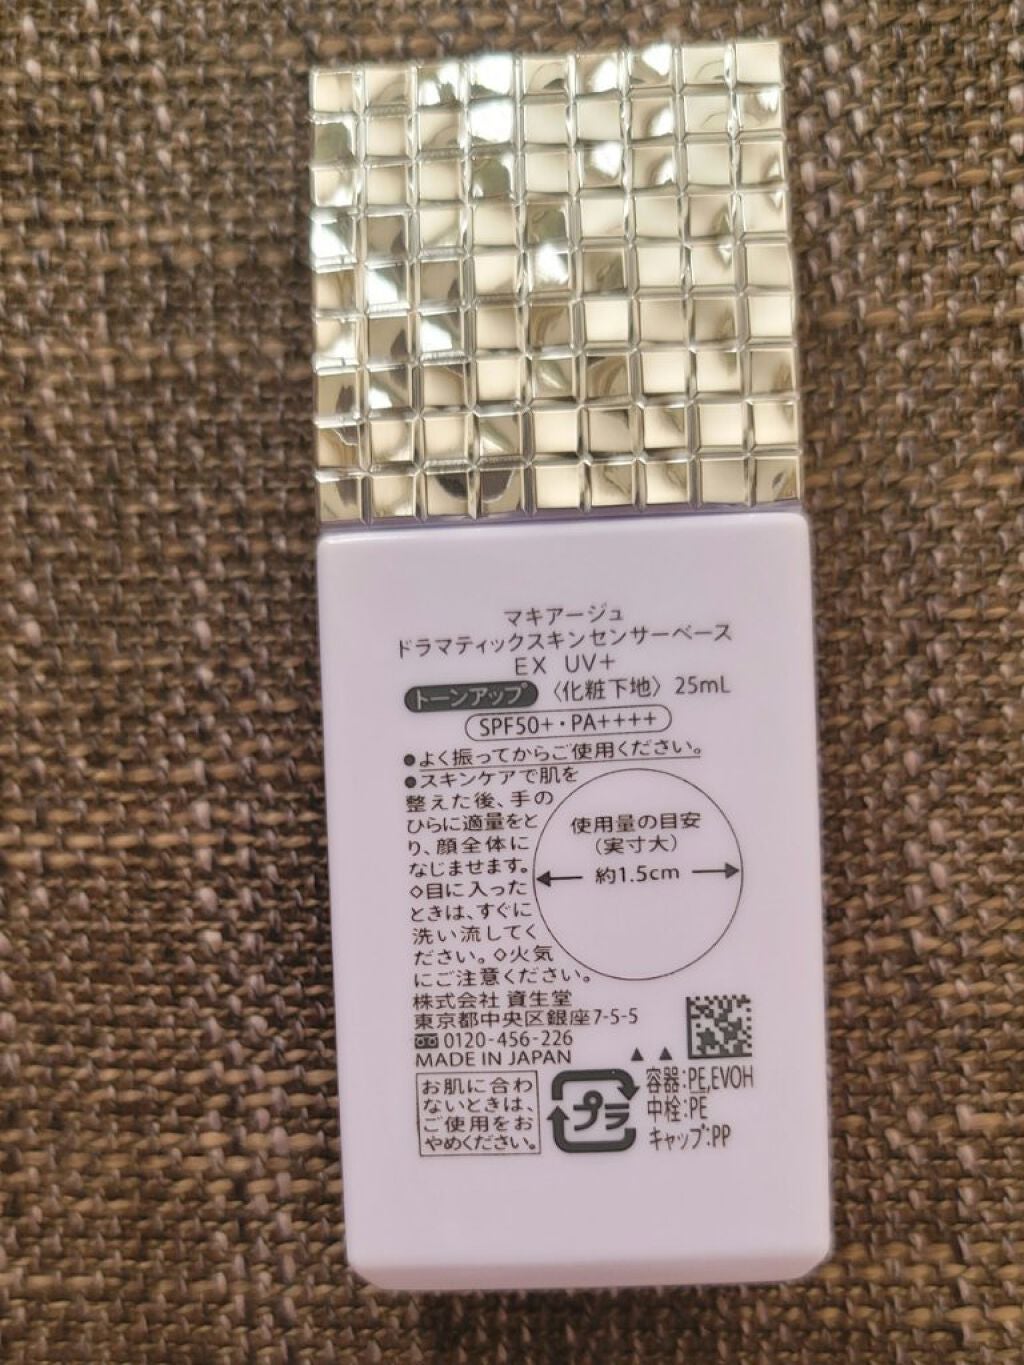 マキアージュ
ドラマティックスキンセンサーベース
EX UV+
トーンアップ 〈化粧下地〉 25mL
SPF50+・PA++++
●よく振ってからご使用ください。
●スキンケアで肌を
整えた後、手の
ひらに適量をと
り、顔全体に
なじませます。
◇目に入った
ときは、すぐに
洗い流してく
ださい。◇火気
にご注意ください。
使用量の目安
(実寸大)
約1.5cm
株式会社 資生堂
東京都中央区銀座7-5-5
0120-456-226
MADE IN JAPAN
お肌に合わ
ないときは、
ご使用をお
やめください。
プラ
容器:PE,EVOH
中栓:PE
キャップ:PP